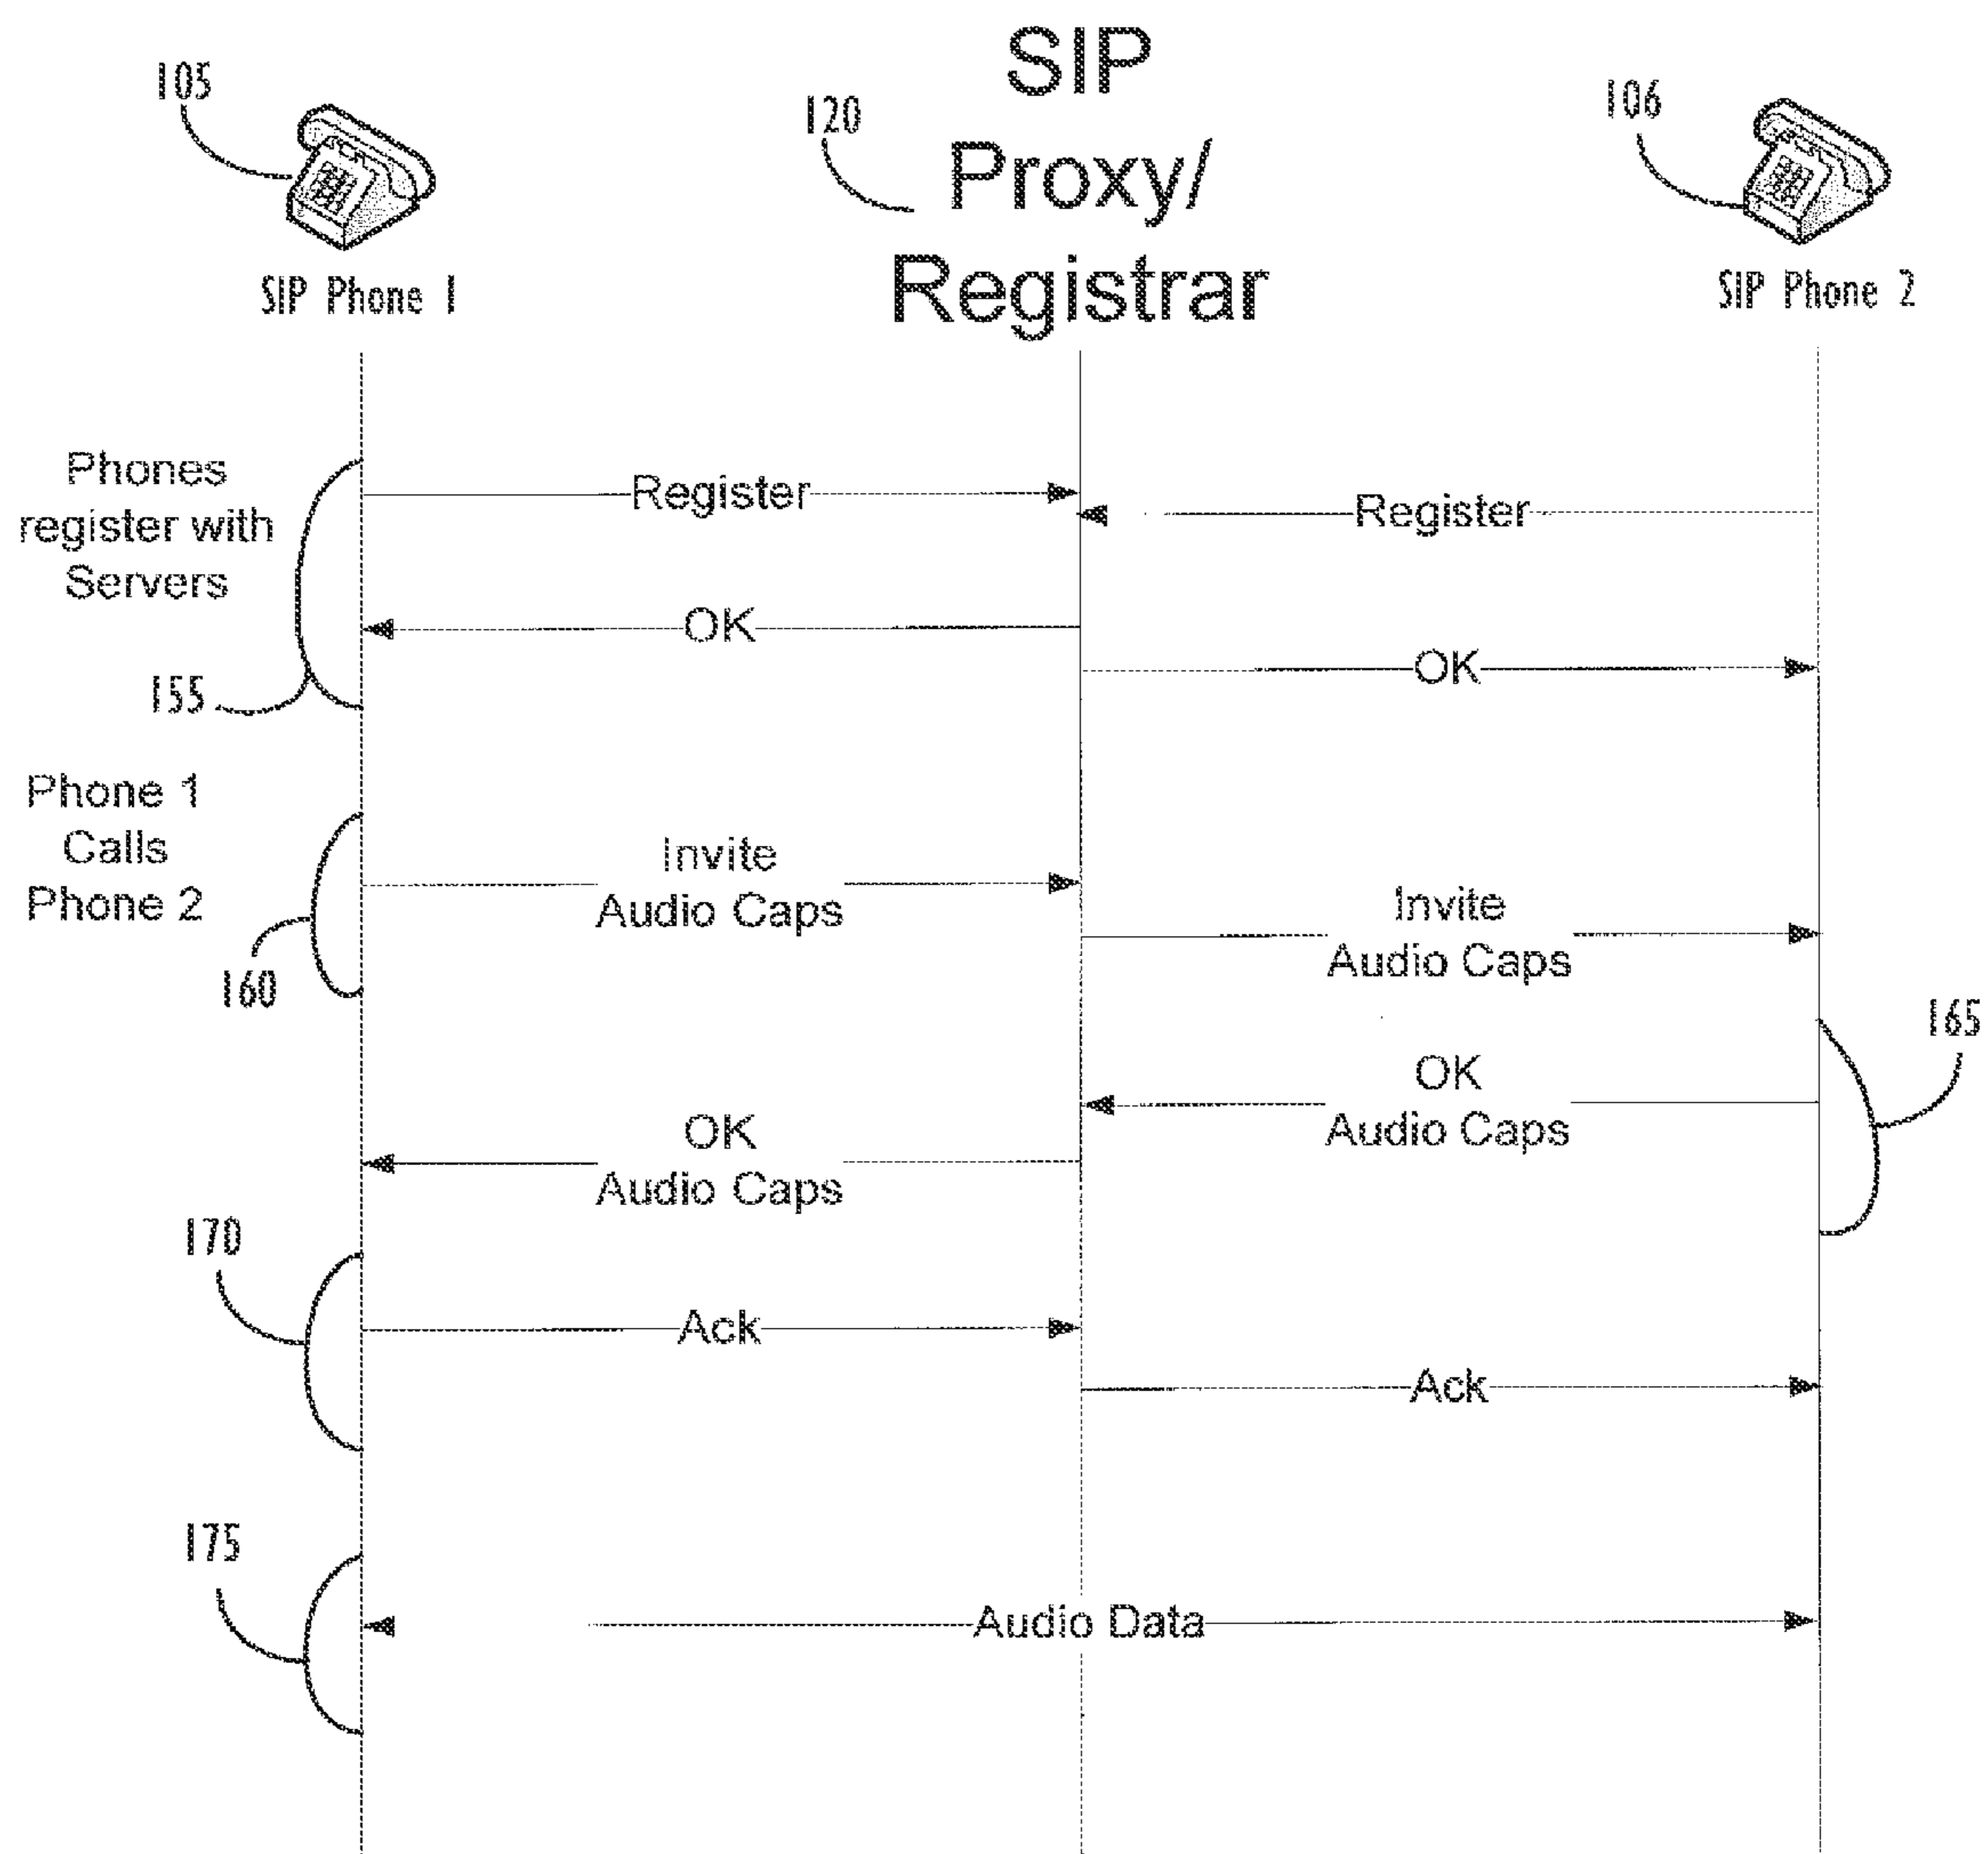 105
SIP Phone 1
120
SIP
Proxy/
Registrar
106
SIP Phone 2
Phones
register with
Servers
155
Register
Register
OK
OK
Phone 1
Calls
Phone 2
160
Invite
Audio Caps
Invite
Audio Caps
165
OK
Audio Caps
OK
Audio Caps
170
Ack
Ack
175
Audio Data